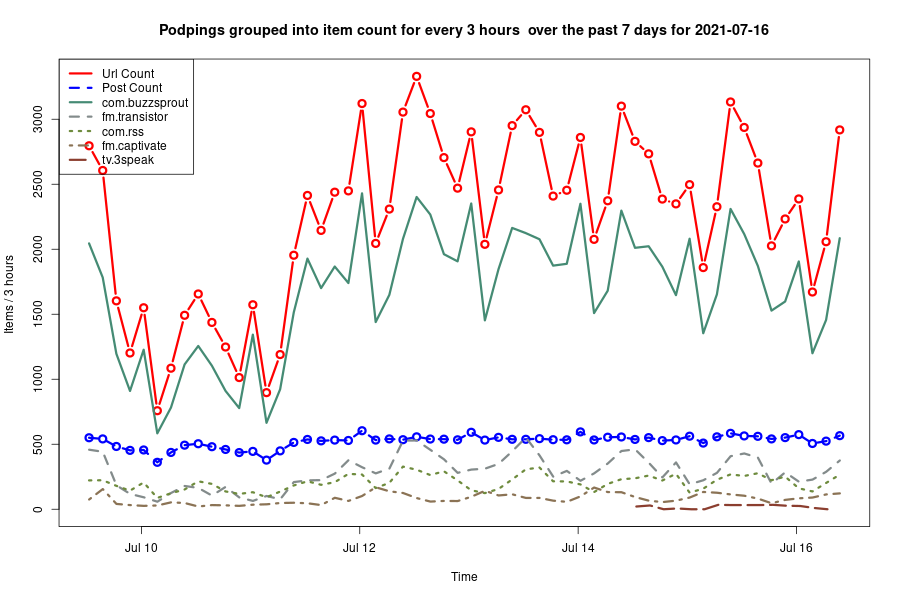 Podpings grouped into item count for every 3 hours  over the past 7 days for 2021-07-16
Url Count
Post Count
com.buzzsprout
fm.transistor
com.rss
fm.captivate
tv.3speak
Items / 3 hours
3000
2500
2000
1500
1000
500
0
Jul 10
Jul 12
Jul 14
Jul 16
Time